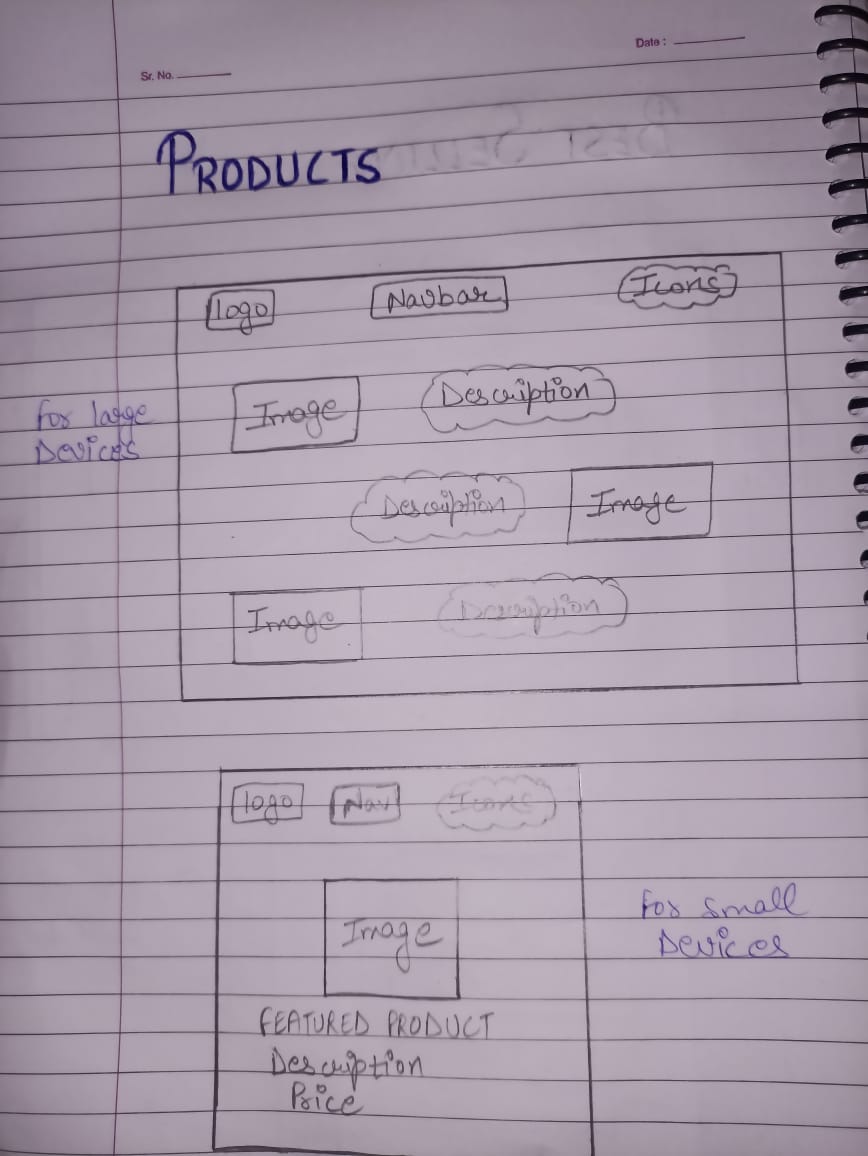 Date :
Sr. No.
PRODUCTS
logo Navbar Icons
Image Description
For large
Devices
Description Image
Image Description
logo Nav Icons
Image
For small
Devices
FEATURED PRODUCT
Description
Price